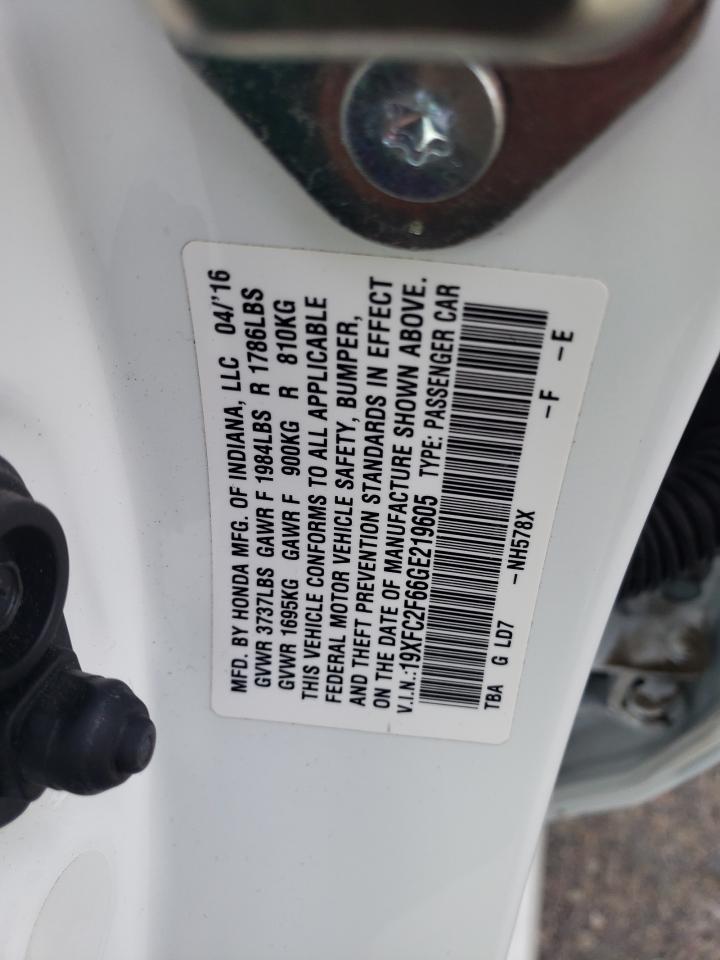 MFD. BY HONDA MFG. OF INDIANA, LLC 04/'16
GVWR 3737LBS GAWR F 1984LBS R 1786LBS
GVWR 1695KG GAWR F 900KG R 810KG
THIS VEHICLE CONFORMS TO ALL APPLICABLE
FEDERAL MOTOR VEHICLE SAFETY, BUMPER,
AND THEFT PREVENTION STANDARDS IN EFFECT
ON THE DATE OF MANUFACTURE SHOWN ABOVE.
V.I.N.:19XFC2F66GE219605 TYPE: PASSENGER CAR
TBA G LD7 -NH578X -F -E